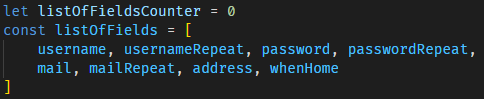 let listOfFieldsCounter = 0
const listOfFields = [
    username, usernameRepeat, password, passwordRepeat,
    mail, mailRepeat, address, whenHome
]